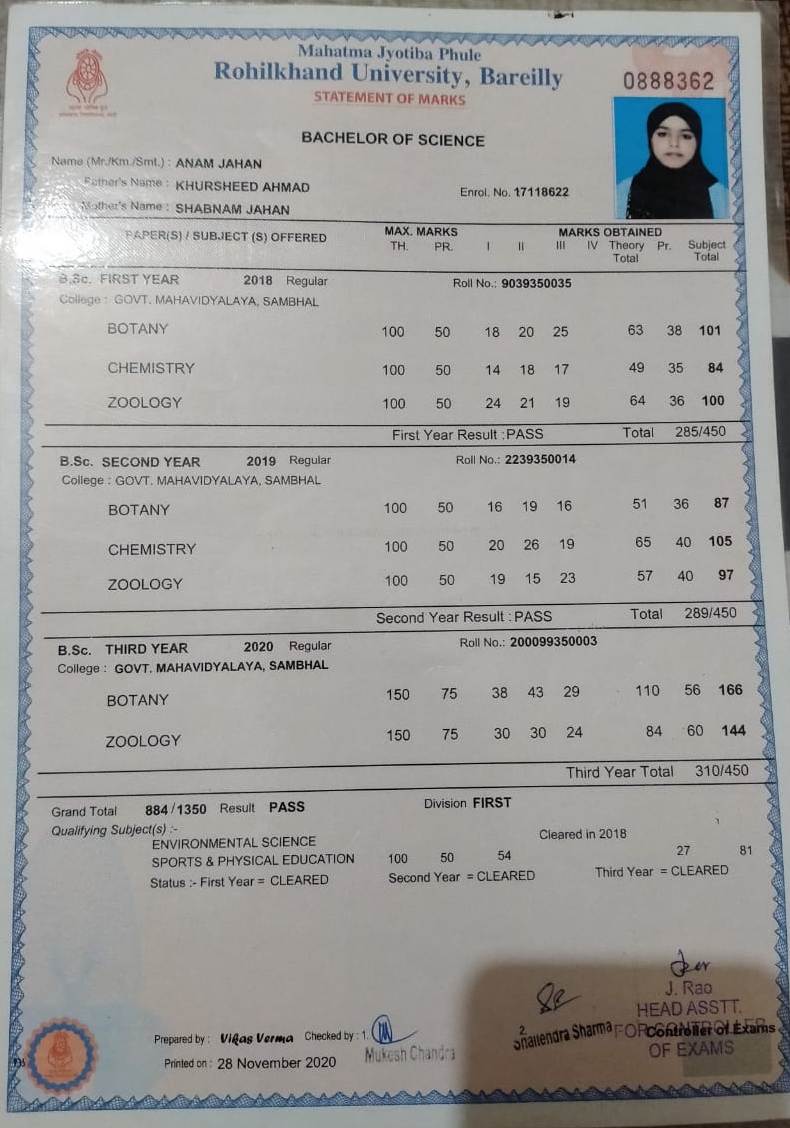 Mahatma Jyotiba Phule
Rohilkhand University, Bareilly
0888362
STATEMENT OF MARKS
BACHELOR OF SCIENCE
Name (Mr./Km./Smt.) : ANAM JAHAN
Father's Name : KHURSHEED AHMAD
Enrol. No. 17118622
Mother's Name : SHABNAM JAHAN
PAPER(S) / SUBJECT (S) OFFERED MAX. MARKS MARKS OBTAINED
TH. PR. I II III IV Theory Total Pr. Subject Total
B.Sc. FIRST YEAR 2018 Regular Roll No.: 9039350035
College : GOVT. MAHAVIDYALAYA, SAMBHAL
BOTANY 100 50 18 20 25 63 38 101
CHEMISTRY 100 50 14 18 17 49 35 84
ZOOLOGY 100 50 24 21 19 64 36 100
First Year Result :PASS Total 285/450
B.Sc. SECOND YEAR 2019 Regular Roll No.: 2239350014
College : GOVT. MAHAVIDYALAYA, SAMBHAL
BOTANY 100 50 16 19 16 51 36 87
CHEMISTRY 100 50 20 26 19 65 40 105
ZOOLOGY 100 50 19 15 23 57 40 97
Second Year Result : PASS Total 289/450
B.Sc. THIRD YEAR 2020 Regular Roll No.: 200099350003
College : GOVT. MAHAVIDYALAYA, SAMBHAL
BOTANY 150 75 38 43 29 110 56 166
ZOOLOGY 150 75 30 30 24 84 60 144
Third Year Total 310/450
Grand Total 884/1350 Result PASS Division FIRST
Qualifying Subject(s) :-
ENVIRONMENTAL SCIENCE Cleared in 2018
SPORTS & PHYSICAL EDUCATION 100 50 54 27 81
Status :- First Year = CLEARED Second Year = CLEARED Third Year = CLEARED
J. Rao
HEAD ASSTT.
FOR CONTROLLER
OF EXAMS
Controller of Exams
Prepared by : Vikas Verma Checked by : 1. Mukesh Chandra 2. Shailendra Sharma
Printed on : 28 November 2020